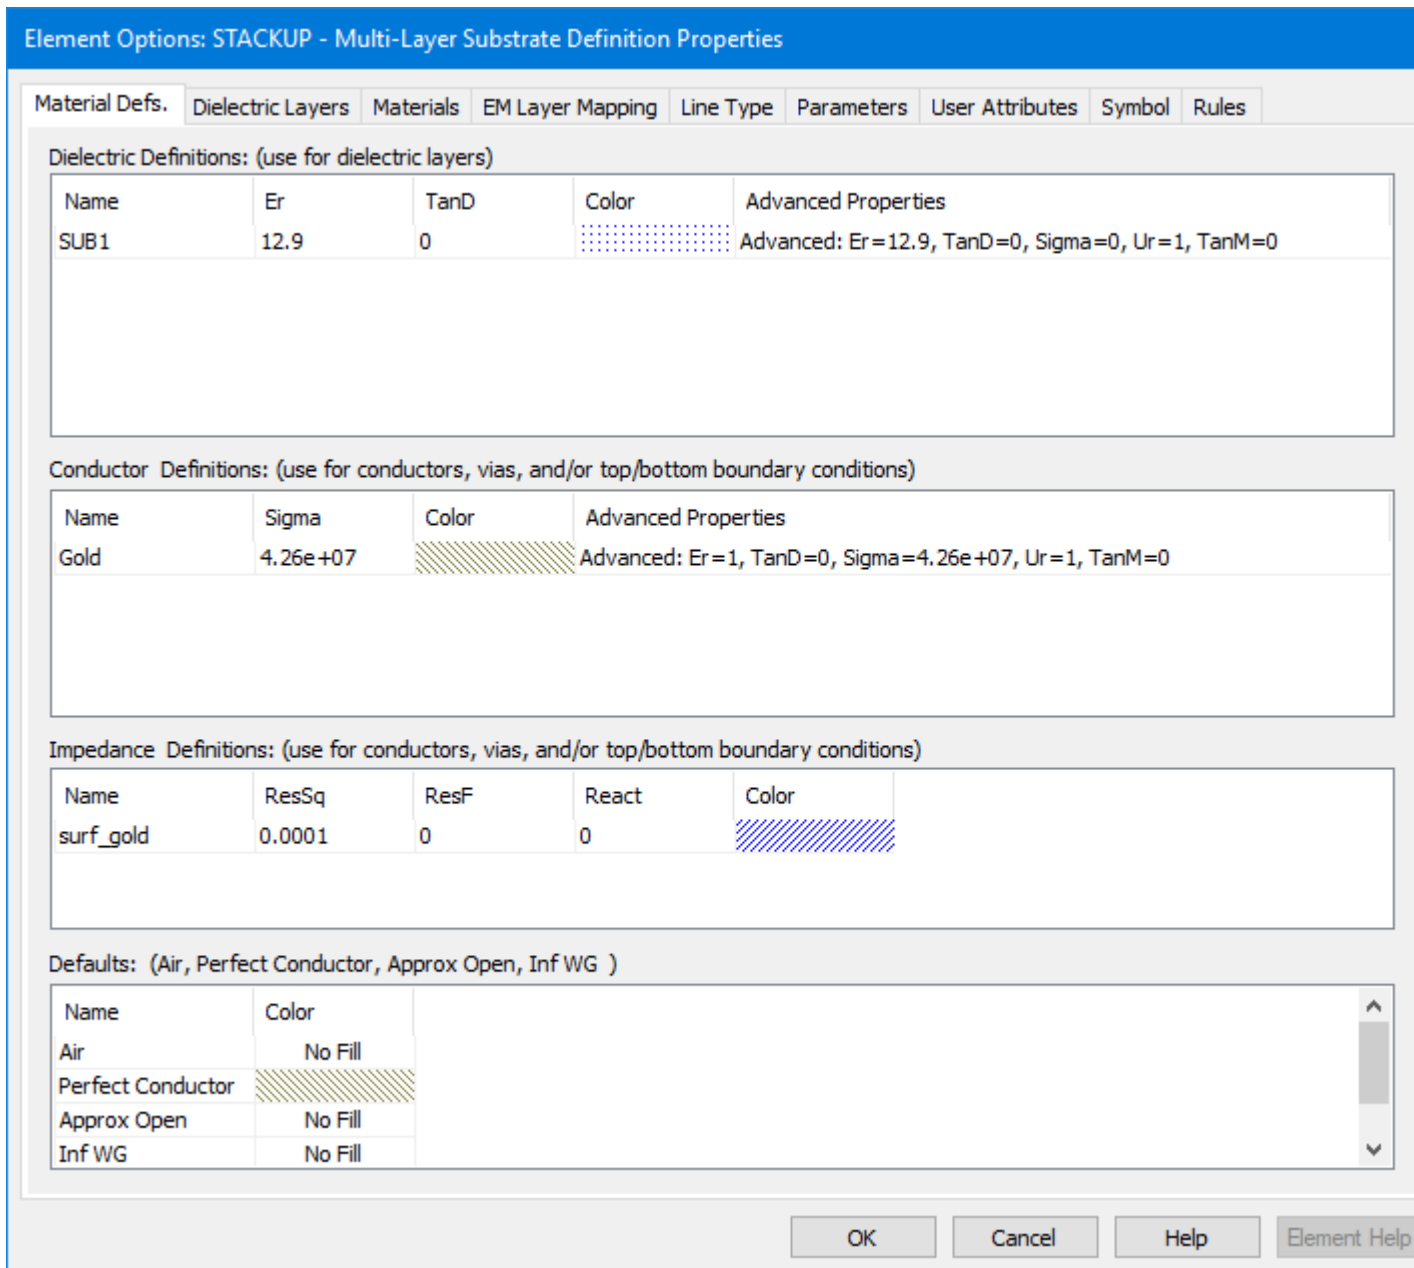 Element Options: STACKUP - Multi-Layer Substrate Definition Properties
Material Defs. Dielectric Layers Materials EM Layer Mapping Line Type Parameters User Attributes Symbol Rules
Dielectric Definitions: (use for dielectric layers)
Name Er TanD Color Advanced Properties
SUB1 12.9 0 Advanced: Er=12.9, TanD=0, Sigma=0, Ur=1, TanM=0
Conductor Definitions: (use for conductors, vias, and/or top/bottom boundary conditions)
Name Sigma Color Advanced Properties
Gold 4.26e+07 Advanced: Er=1, TanD=0, Sigma=4.26e+07, Ur=1, TanM=0
Impedance Definitions: (use for conductors, vias, and/or top/bottom boundary conditions)
Name ResSq ResF React Color
surf_gold 0.0001 0 0
Defaults: (Air, Perfect Conductor, Approx Open, Inf WG )
Name Color
Air No Fill
Perfect Conductor
Approx Open No Fill
Inf WG No Fill
OK Cancel Help Element Help